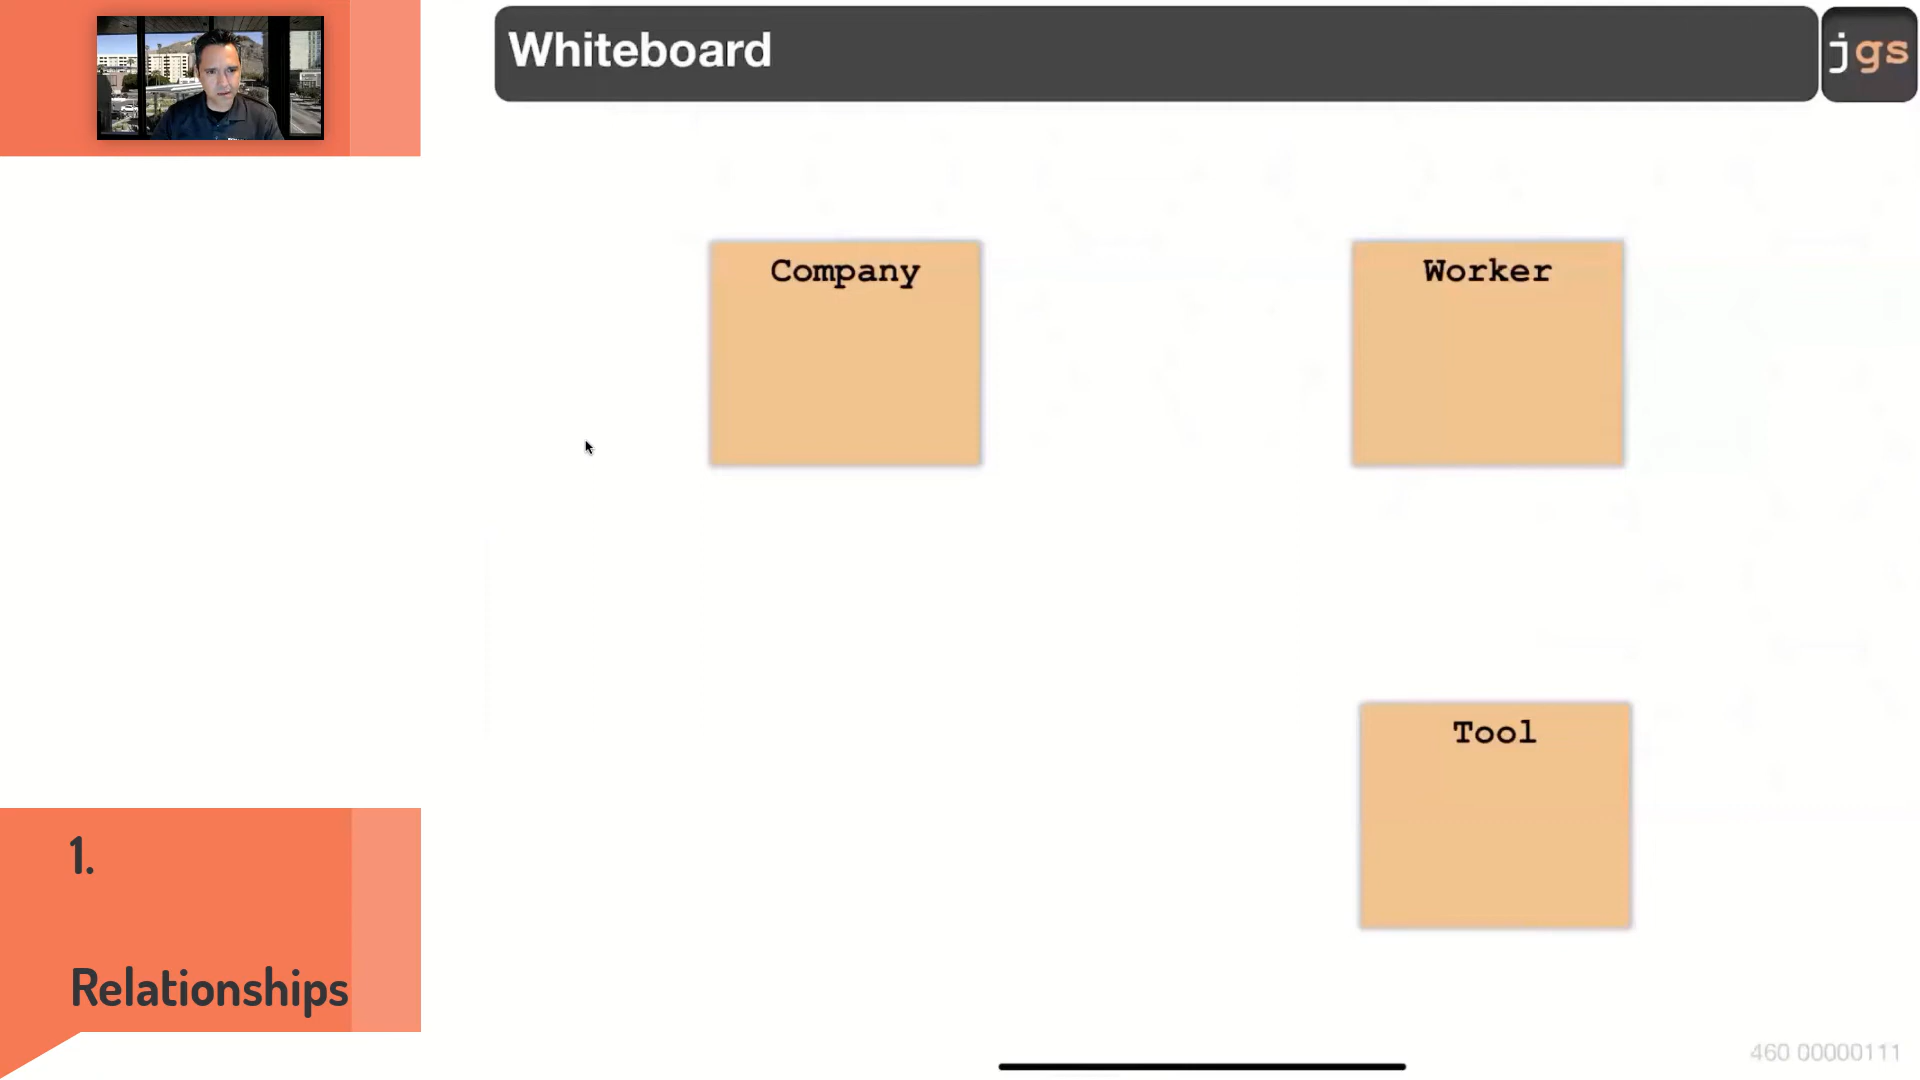 Whiteboard
jgs
Company
Worker
Tool
1.
Relationships
460 00000111